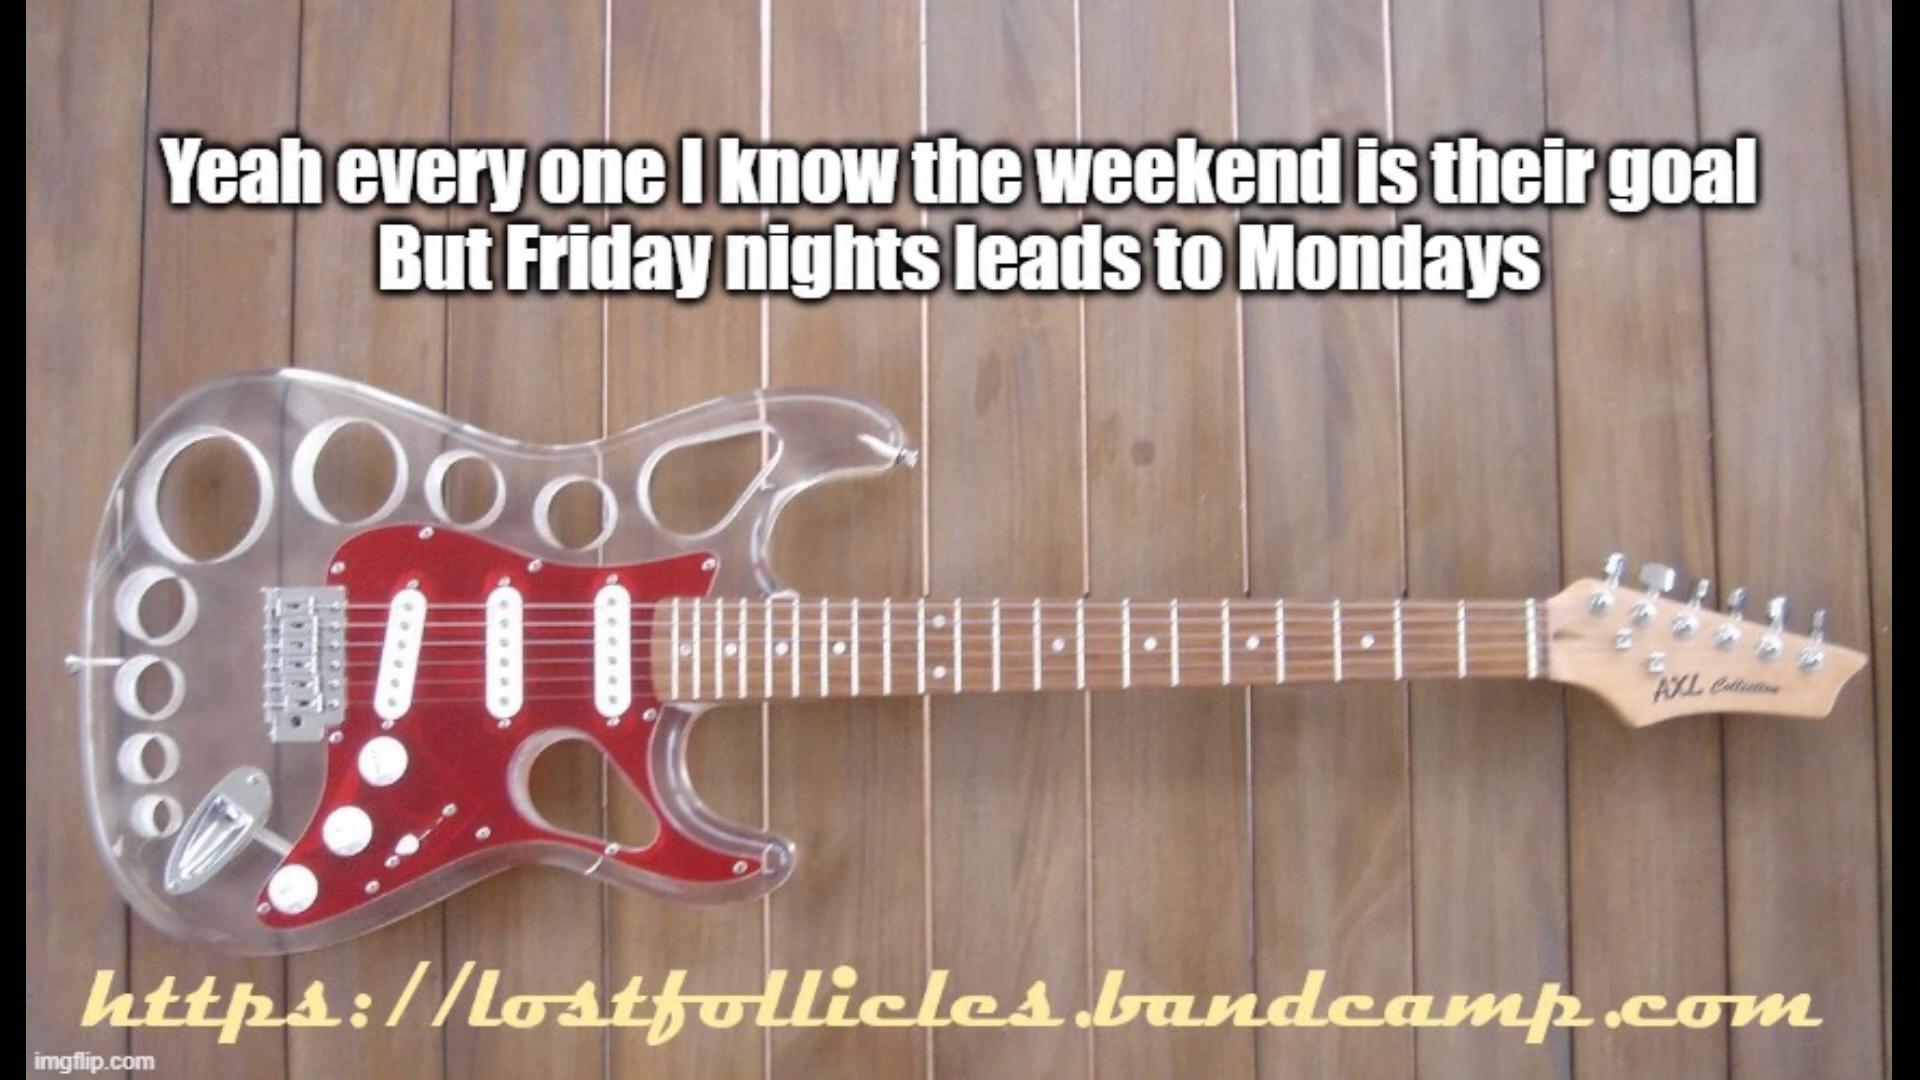 Yeah every one I know the weekend is their goal
But Friday nights leads to Mondays
AXL Collection
https://lostfollicles.bandcamp.com
imgflip.com